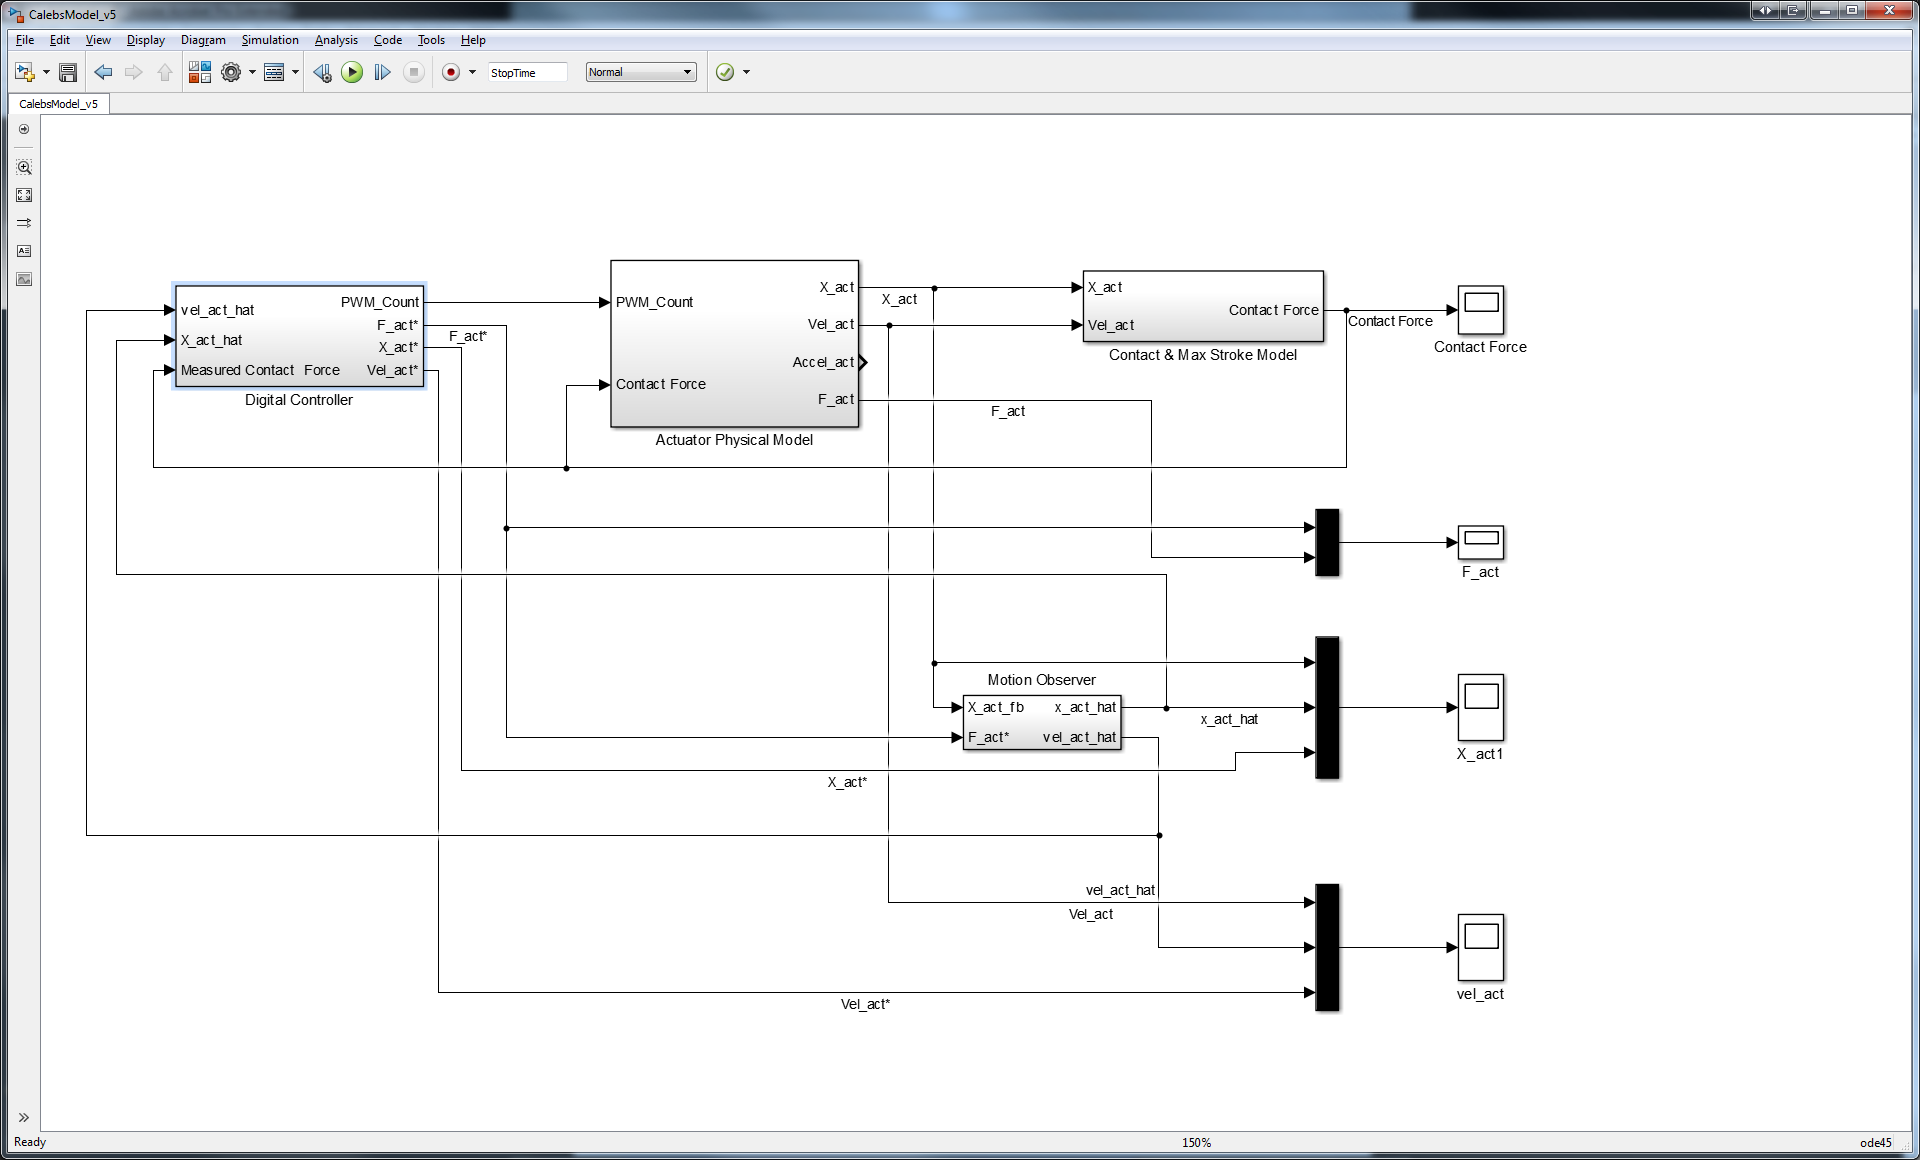 CalebsModel_v5
File Edit View Display Diagram Simulation Analysis Code Tools Help
StopTime Normal
CalebsModel_v5
vel_act_hat
X_act_hat
Measured Contact Force
PWM_Count
F_act*
X_act*
Vel_act*
Digital Controller
F_act*
PWM_Count
Contact Force
X_act
Vel_act
Accel_act
F_act
Actuator Physical Model
X_act
F_act
X_act
Vel_act
Contact Force
Contact & Max Stroke Model
Contact Force
Contact Force
F_act
Motion Observer
X_act_fb
F_act*
x_act_hat
vel_act_hat
x_act_hat
X_act1
X_act*
vel_act_hat
Vel_act
vel_act
Vel_act*
Ready 150% ode45